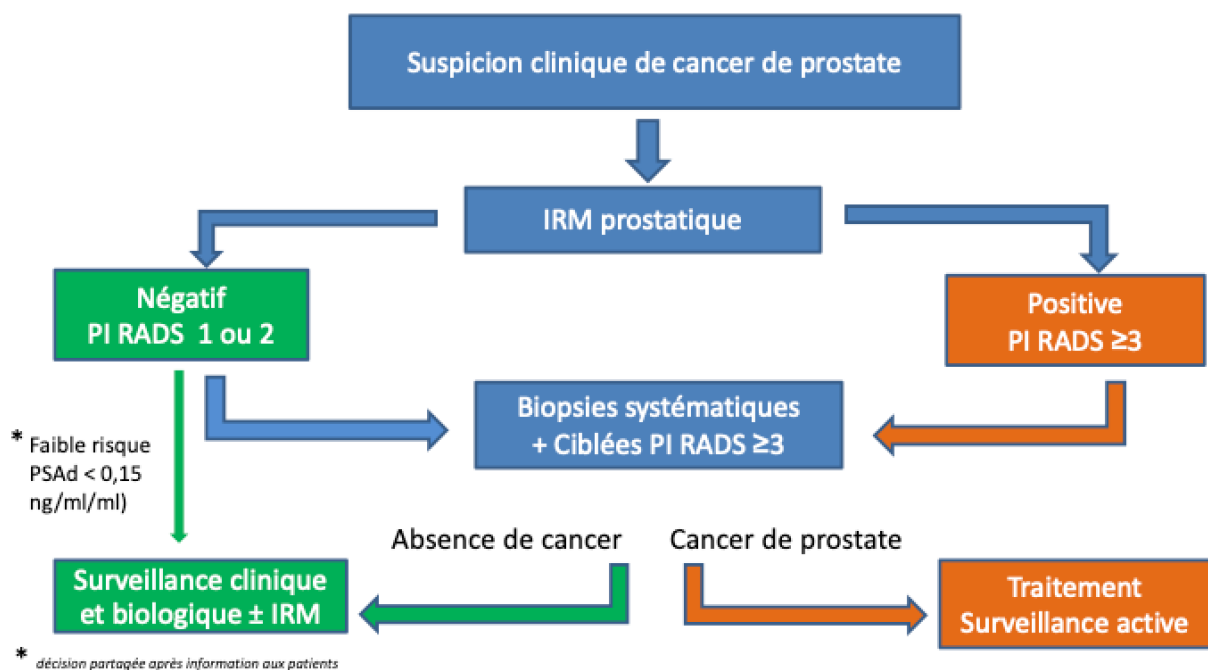 Suspicion clinique de cancer de prostate
IRM prostatique
Négatif
PI RADS 1 ou 2
Positive
PI RADS ≥3
Biopsies systématiques
+ Ciblées PI RADS ≥3
* Faible risque
PSAd < 0,15
ng/ml/ml)
Absence de cancer
Cancer de prostate
Surveillance clinique
et biologique ± IRM
Traitement
Surveillance active
* décision partagée après information aux patients